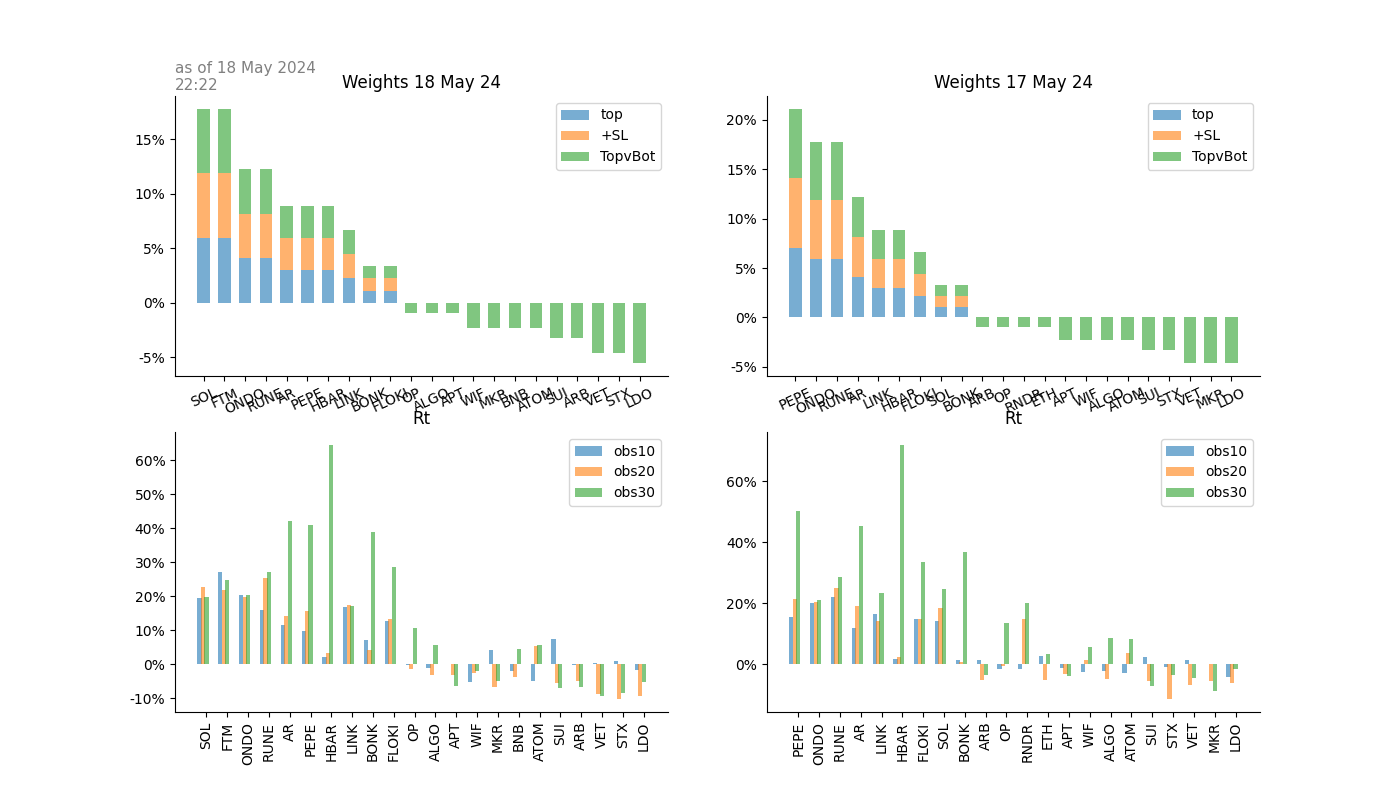 as of 18 May 2024
22:22
Weights 18 May 24
15%
10%
5%
0%
-5%
top
+SL
TopvBot
SOL FTM ONDO RUNE AR PEPE HBAR LINK BONK FLOKI OP ALGO APT WIF MKR BNB ATOM SUI ARB VET STX LDO
Weights 17 May 24
20%
15%
10%
5%
0%
-5%
top
+SL
TopvBot
PEPE ONDO RUNE AR LINK HBAR FLOKI SOL BONK ARB OP RNDR ETH APT WIF ALGO ATOM SUI STX VET MKR LDO
Rt
60%
50%
40%
30%
20%
10%
0%
-10%
obs10
obs20
obs30
SOL FTM ONDO RUNE AR PEPE HBAR LINK BONK FLOKI OP ALGO APT WIF MKR BNB ATOM SUI ARB VET STX LDO
Rt
60%
40%
20%
0%
obs10
obs20
obs30
PEPE ONDO RUNE AR LINK HBAR FLOKI SOL BONK ARB OP RNDR ETH APT WIF ALGO ATOM SUI STX VET MKR LDO